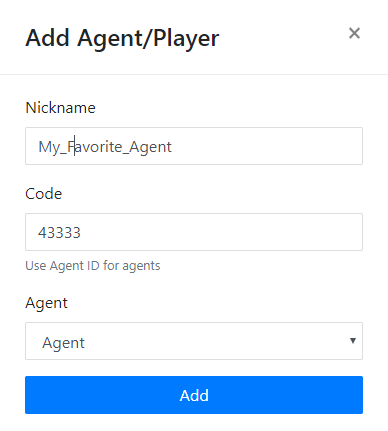 Add Agent/Player ×
Nickname
My_Favorite_Agent
Code
43333
Use Agent ID for agents
Agent
Agent
Add